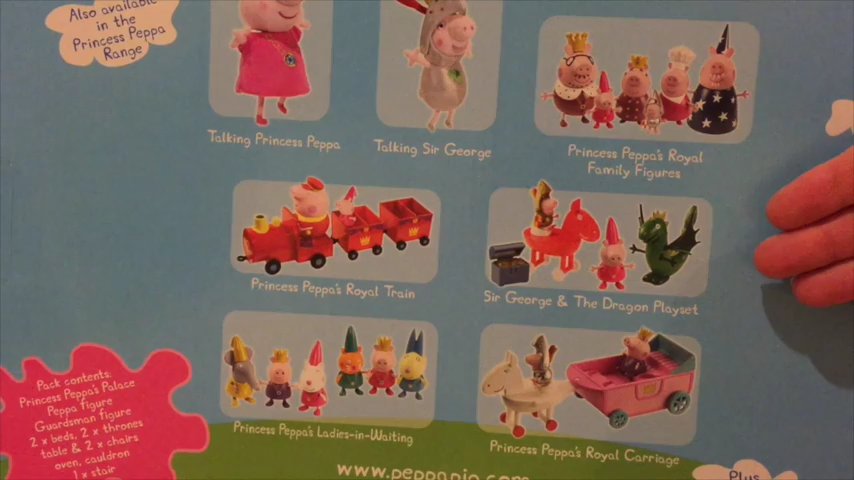 Also available
in the
Princess Peppa
Range
Talking Princess Peppa
Talking Sir George
Princess Peppa's Royal
Family Figures
Princess Peppa's Royal Train
Sir George & The Dragon Playset
Pack contents:
Princess Peppa's Palace
Peppa figure
Guardsman figure
2 x beds, 2 x thrones
table & 2 x chairs
oven, cauldron
1 x stair
Princess Peppa's Ladies-in-Waiting
Princess Peppa's Royal Carriage
www.peppapig.com
Plus